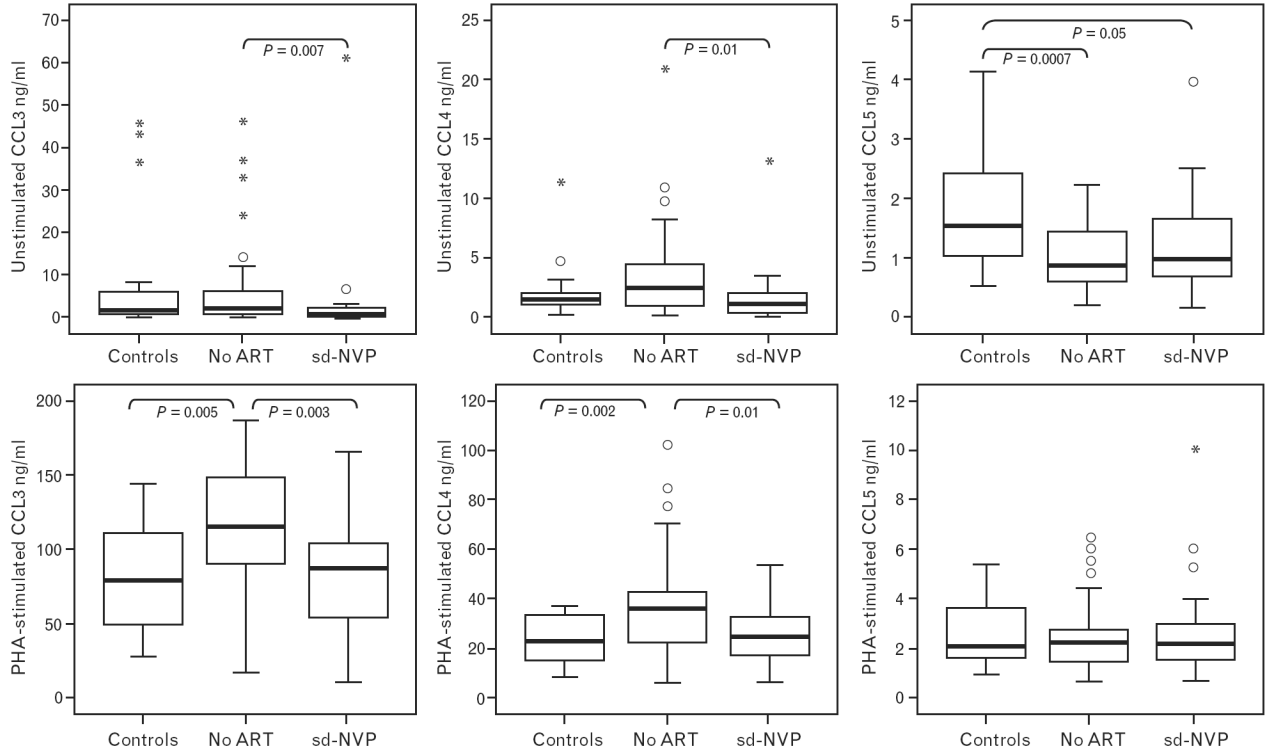 Unstimulated CCL3 ng/ml
70
60
50
40
30
20
10
0
P = 0.007
*
*
*
*
*
*
*
*
Controls
No ART
sd-NVP
Unstimulated CCL4 ng/ml
25
20
15
10
5
0
P = 0.01
*
*
*
Controls
No ART
sd-NVP
Unstimulated CCL5 ng/ml
5
4
3
2
1
0
P = 0.05
P = 0.0007
Controls
No ART
sd-NVP
PHA-stimulated CCL3 ng/ml
200
150
100
50
0
P = 0.005
P = 0.003
Controls
No ART
sd-NVP
PHA-stimulated CCL4 ng/ml
120
100
80
60
40
20
0
P = 0.002
P = 0.01
Controls
No ART
sd-NVP
PHA-stimulated CCL5 ng/ml
12
10
8
6
4
2
0
*
Controls
No ART
sd-NVP